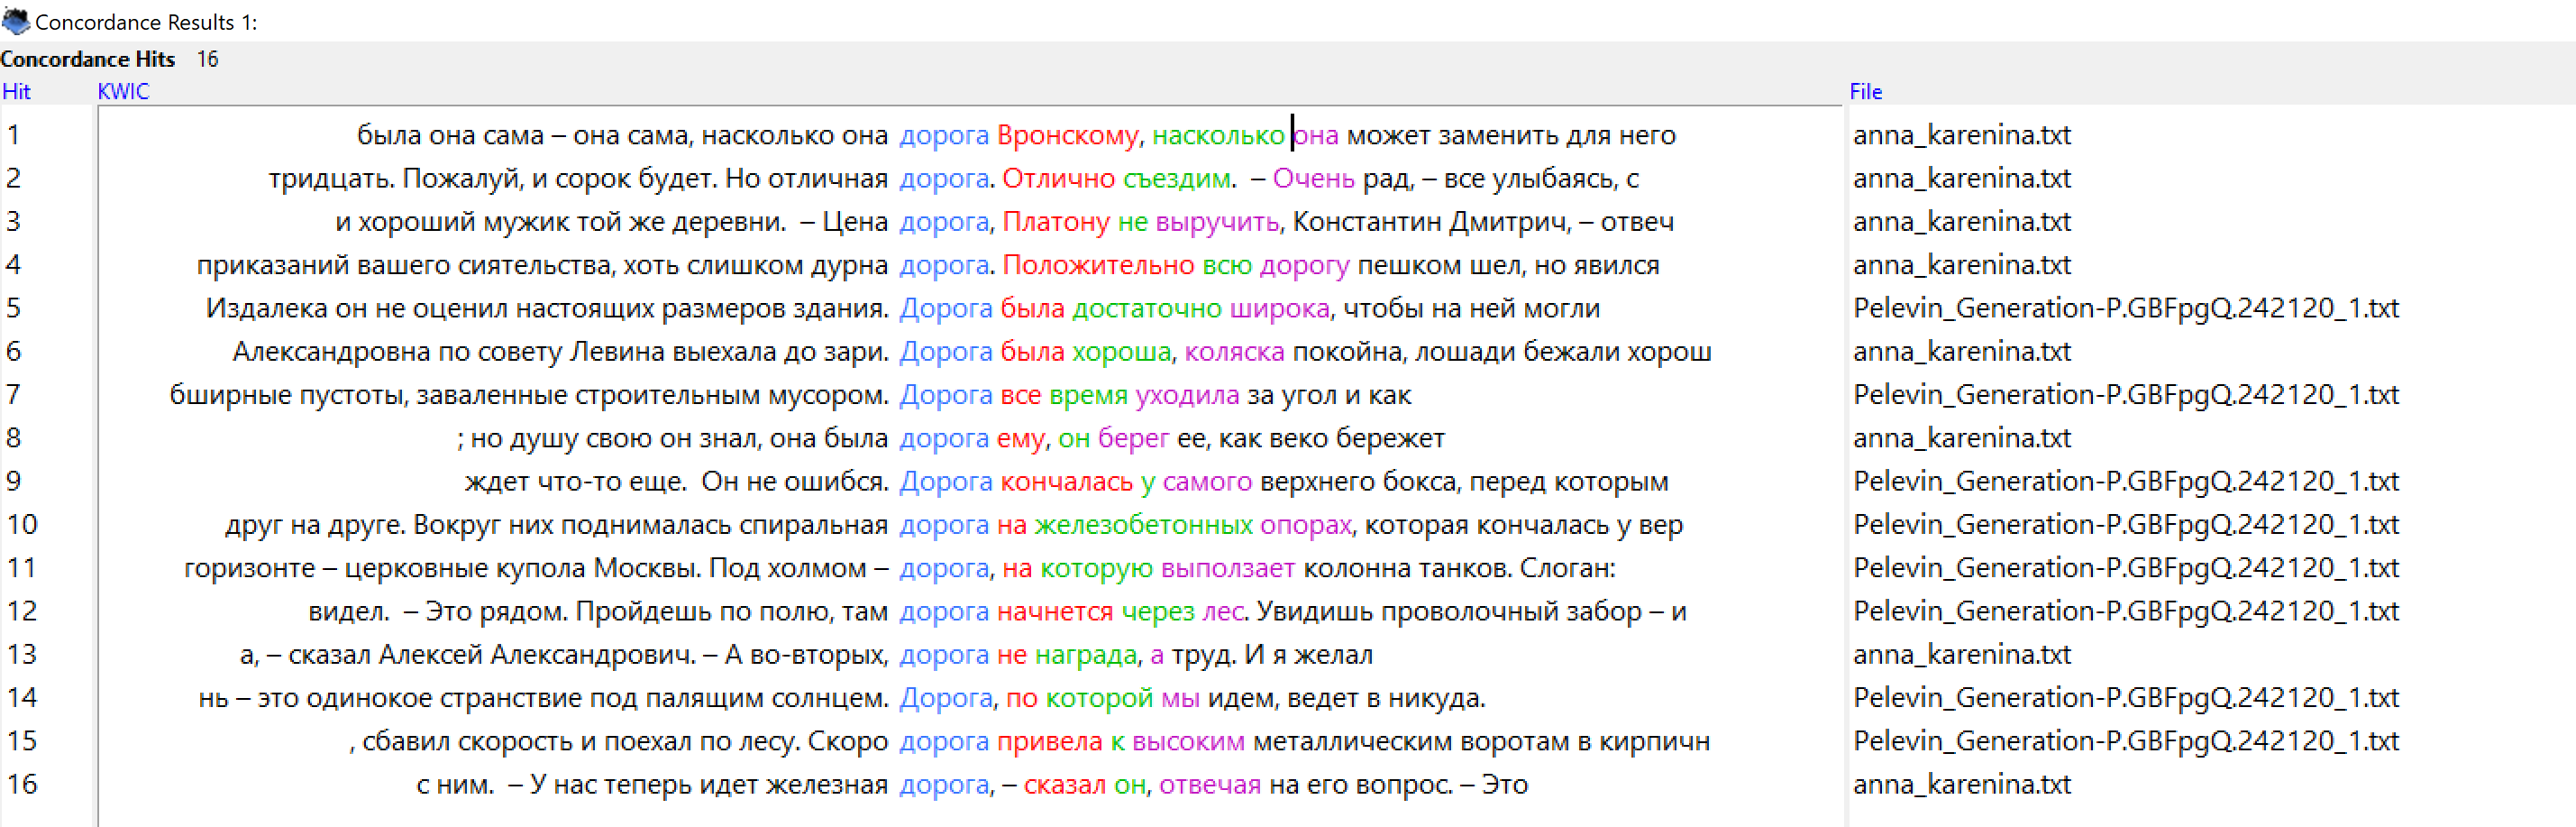 Concordance Results 1:
Concordance Hits 16
Hit KWIC File
1 была она сама – она сама, насколько она дорога Вронскому, насколько она может заменить для него anna_karenina.txt
2 тридцать. Пожалуй, и сорок будет. Но отличная дорога. Отлично съездим. – Очень рад, – все улыбаясь, с anna_karenina.txt
3 и хороший мужик той же деревни. – Цена дорога, Платону не выручить, Константин Дмитрич, – отвеч anna_karenina.txt
4 приказаний вашего сиятельства, хоть слишком дурна дорога. Положительно всю дорогу пешком шел, но явился anna_karenina.txt
5 Издалека он не оценил настоящих размеров здания. Дорога была достаточно широка, чтобы на ней могли Pelevin_Generation-P.GBFpgQ.242120_1.txt
6 Александровна по совету Левина выехала до зари. Дорога была хороша, коляска покойна, лошади бежали хорош anna_karenina.txt
7 бширные пустоты, заваленные строительным мусором. Дорога все время уходила за угол и как Pelevin_Generation-P.GBFpgQ.242120_1.txt
8 ; но душу свою он знал, она была дорога ему, он берег ее, как веко бережет anna_karenina.txt
9 ждет что-то еще. Он не ошибся. Дорога кончалась у самого верхнего бокса, перед которым Pelevin_Generation-P.GBFpgQ.242120_1.txt
10 друг на друге. Вокруг них поднималась спиральная дорога на железобетонных опорах, которая кончалась у вер Pelevin_Generation-P.GBFpgQ.242120_1.txt
11 горизонте – церковные купола Москвы. Под холмом – дорога, на которую выползает колонна танков. Слоган: Pelevin_Generation-P.GBFpgQ.242120_1.txt
12 видел. – Это рядом. Пройдешь по полю, там дорога начнется через лес. Увидишь проволочный забор – и Pelevin_Generation-P.GBFpgQ.242120_1.txt
13 а, – сказал Алексей Александрович. – А во-вторых, дорога не награда, а труд. И я желал anna_karenina.txt
14 нь – это одинокое странствие под палящим солнцем. Дорога, по которой мы идем, ведет в никуда. Pelevin_Generation-P.GBFpgQ.242120_1.txt
15 , сбавил скорость и поехал по лесу. Скоро дорога привела к высоким металлическим воротам в кирпичн Pelevin_Generation-P.GBFpgQ.242120_1.txt
16 с ним. – У нас теперь идет железная дорога, – сказал он, отвечая на его вопрос. – Это anna_karenina.txt